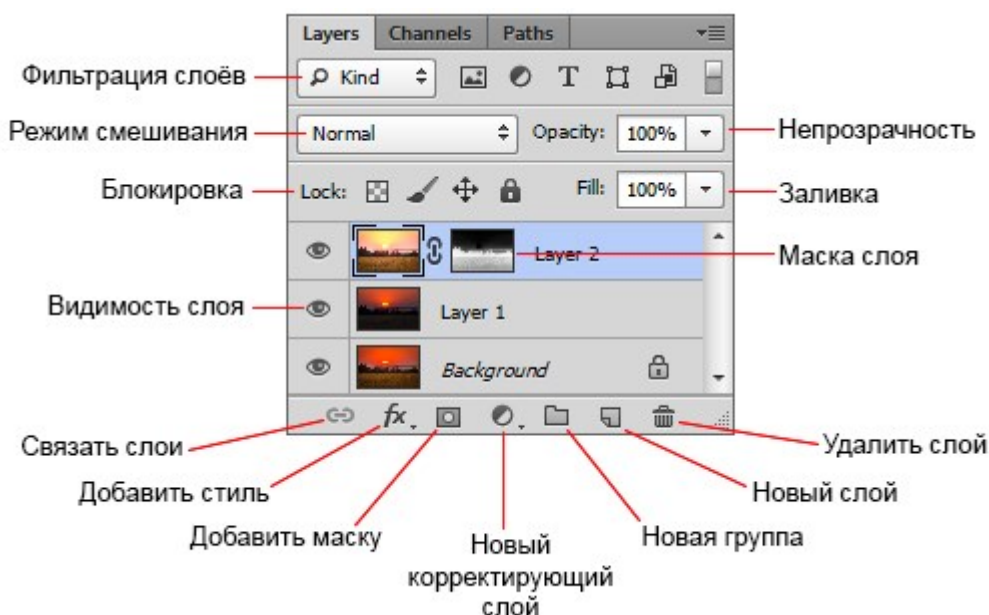 Layers Channels Paths
Фильтрация слоёв Kind T
Режим смешивания Normal Opacity: 100% Непрозрачность
Блокировка Lock: Fill: 100% Заливка
Layer 2 Маска слоя
Видимость слоя Layer 1
Background
fx
Связать слои Удалить слой
Добавить стиль Новый слой
Добавить маску Новый Новая группа
корректирующий
слой